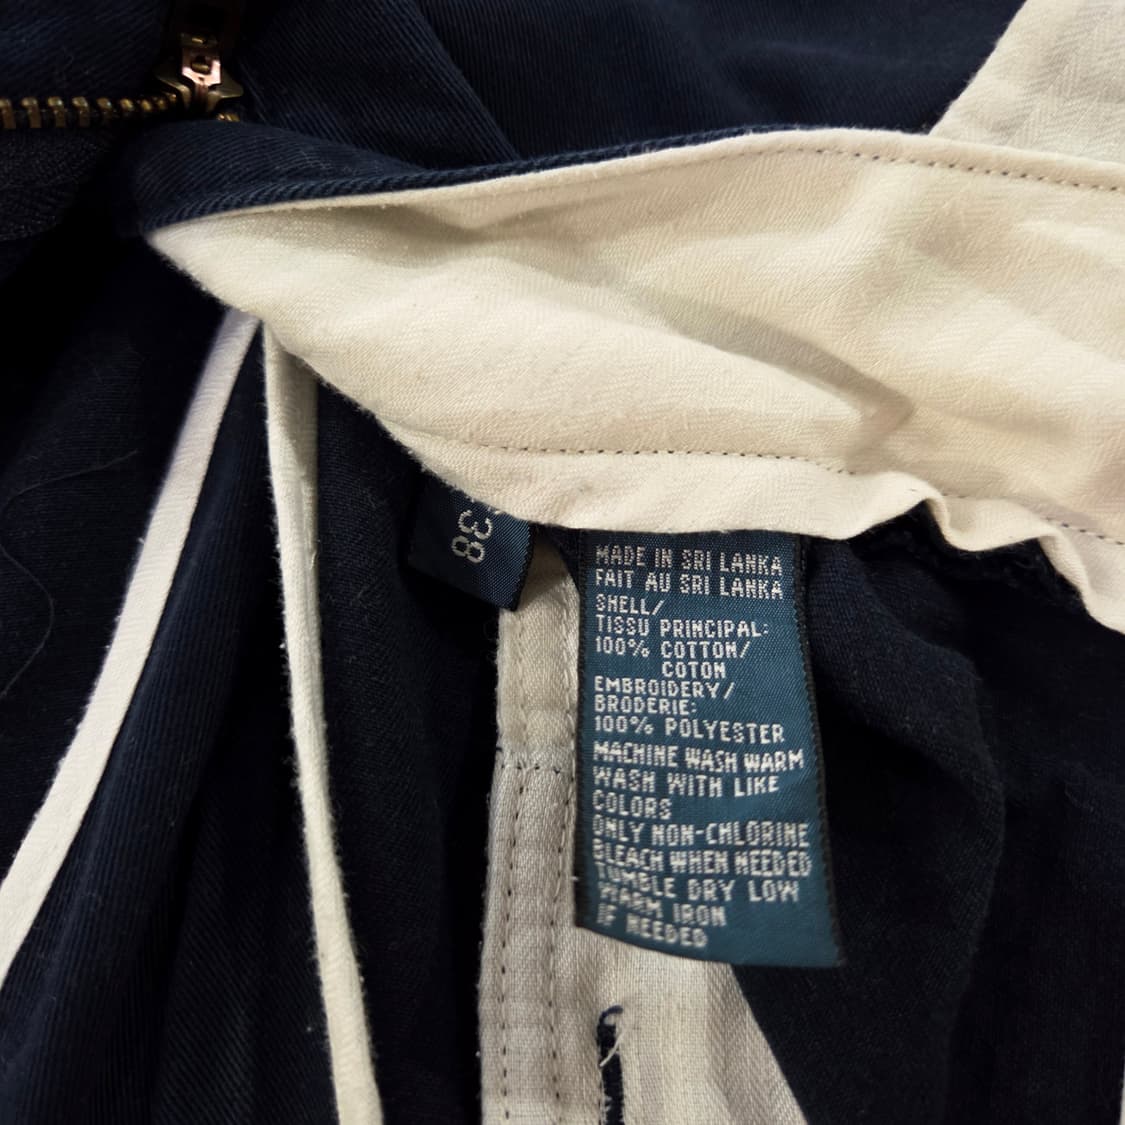 38
MADE IN SRI LANKA
FAIT AU SRI LANKA
SHELL/
TISSU PRINCIPAL:
100% COTTON/
COTON
EMBROIDERY/
BRODERIE:
100% POLYESTER
MACHINE WASH WARM
WASH WITH LIKE
COLORS
ONLY NON-CHLORINE
BLEACH WHEN NEEDED
TUMBLE DRY LOW
WARM IRON
IF NEEDED